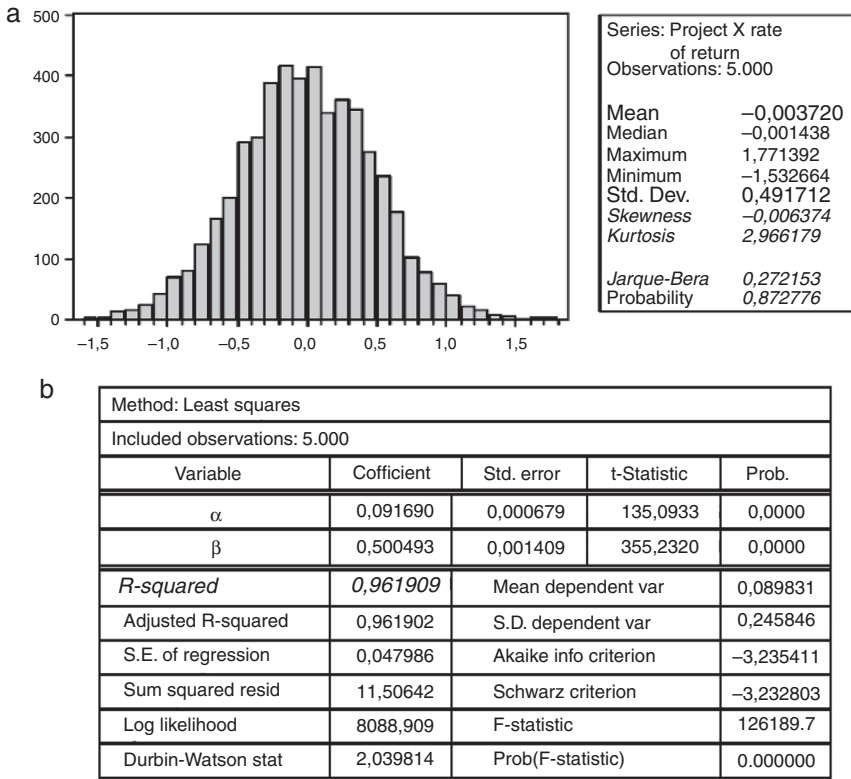 a
500
400
300
200
100
0
–1,5
–1,0
–0,5
0,0
0,5
1,0
1,5
Series: Project X rate
of return
Observations: 5.000
Mean –0,003720
Median –0,001438
Maximum 1,771392
Minimum –1,532664
Std. Dev. 0,491712
Skewness –0,006374
Kurtosis 2,966179
Jarque-Bera 0,272153
Probability 0,872776
b
Method: Least squares
Included observations: 5.000
Variable Cofficient Std. error t-Statistic Prob.
α 0,091690 0,000679 135,0933 0,0000
β 0,500493 0,001409 355,2320 0,0000
R-squared 0,961909 Mean dependent var 0,089831
Adjusted R-squared 0,961902 S.D. dependent var 0,245846
S.E. of regression 0,047986 Akaike info criterion –3,235411
Sum squared resid 11,50642 Schwarz criterion –3,232803
Log likelihood 8088,909 F-statistic 126189.7
Durbin-Watson stat 2,039814 Prob(F-statistic) 0.000000